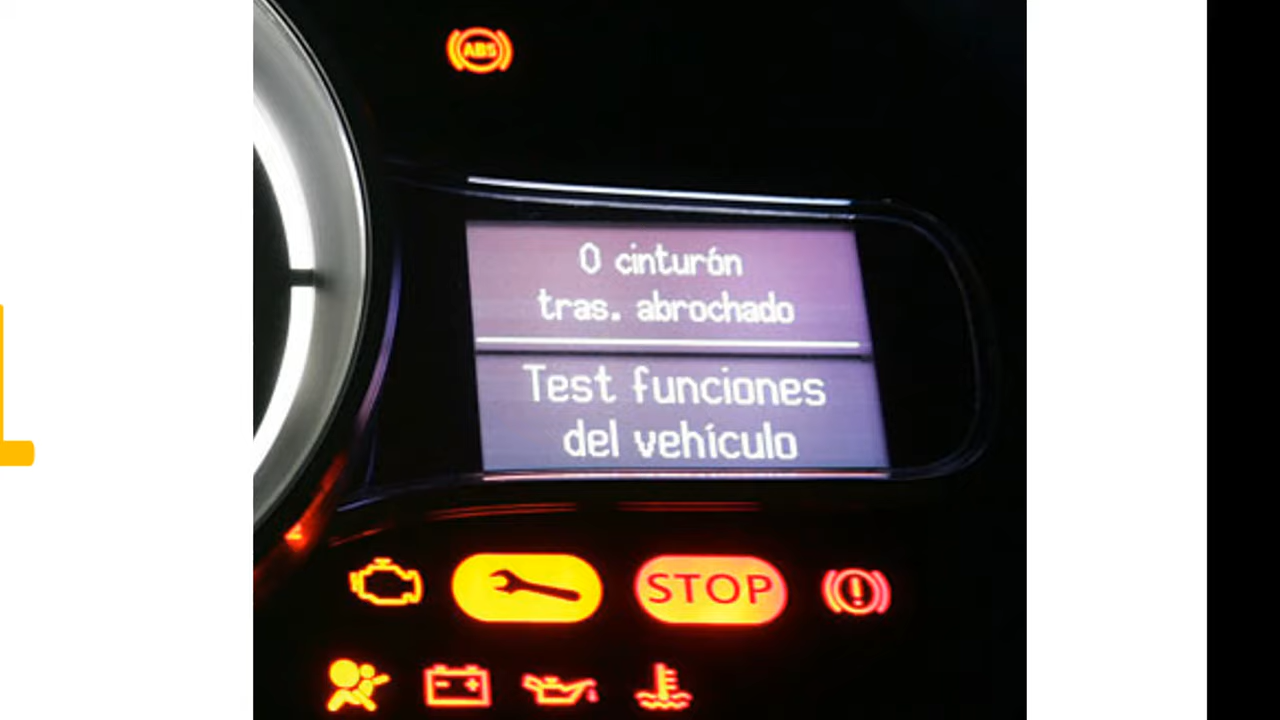 ABS
0 cinturón
tras. abrochado
Test funciones
del vehículo
STOP